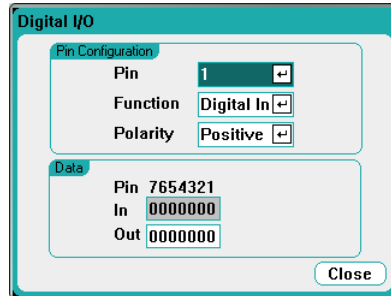 Digital I/O
Pin Configuration
Pin 1
Function Digital In
Polarity Positive
Data
Pin 7654321
In 0000000
Out 0000000
Close